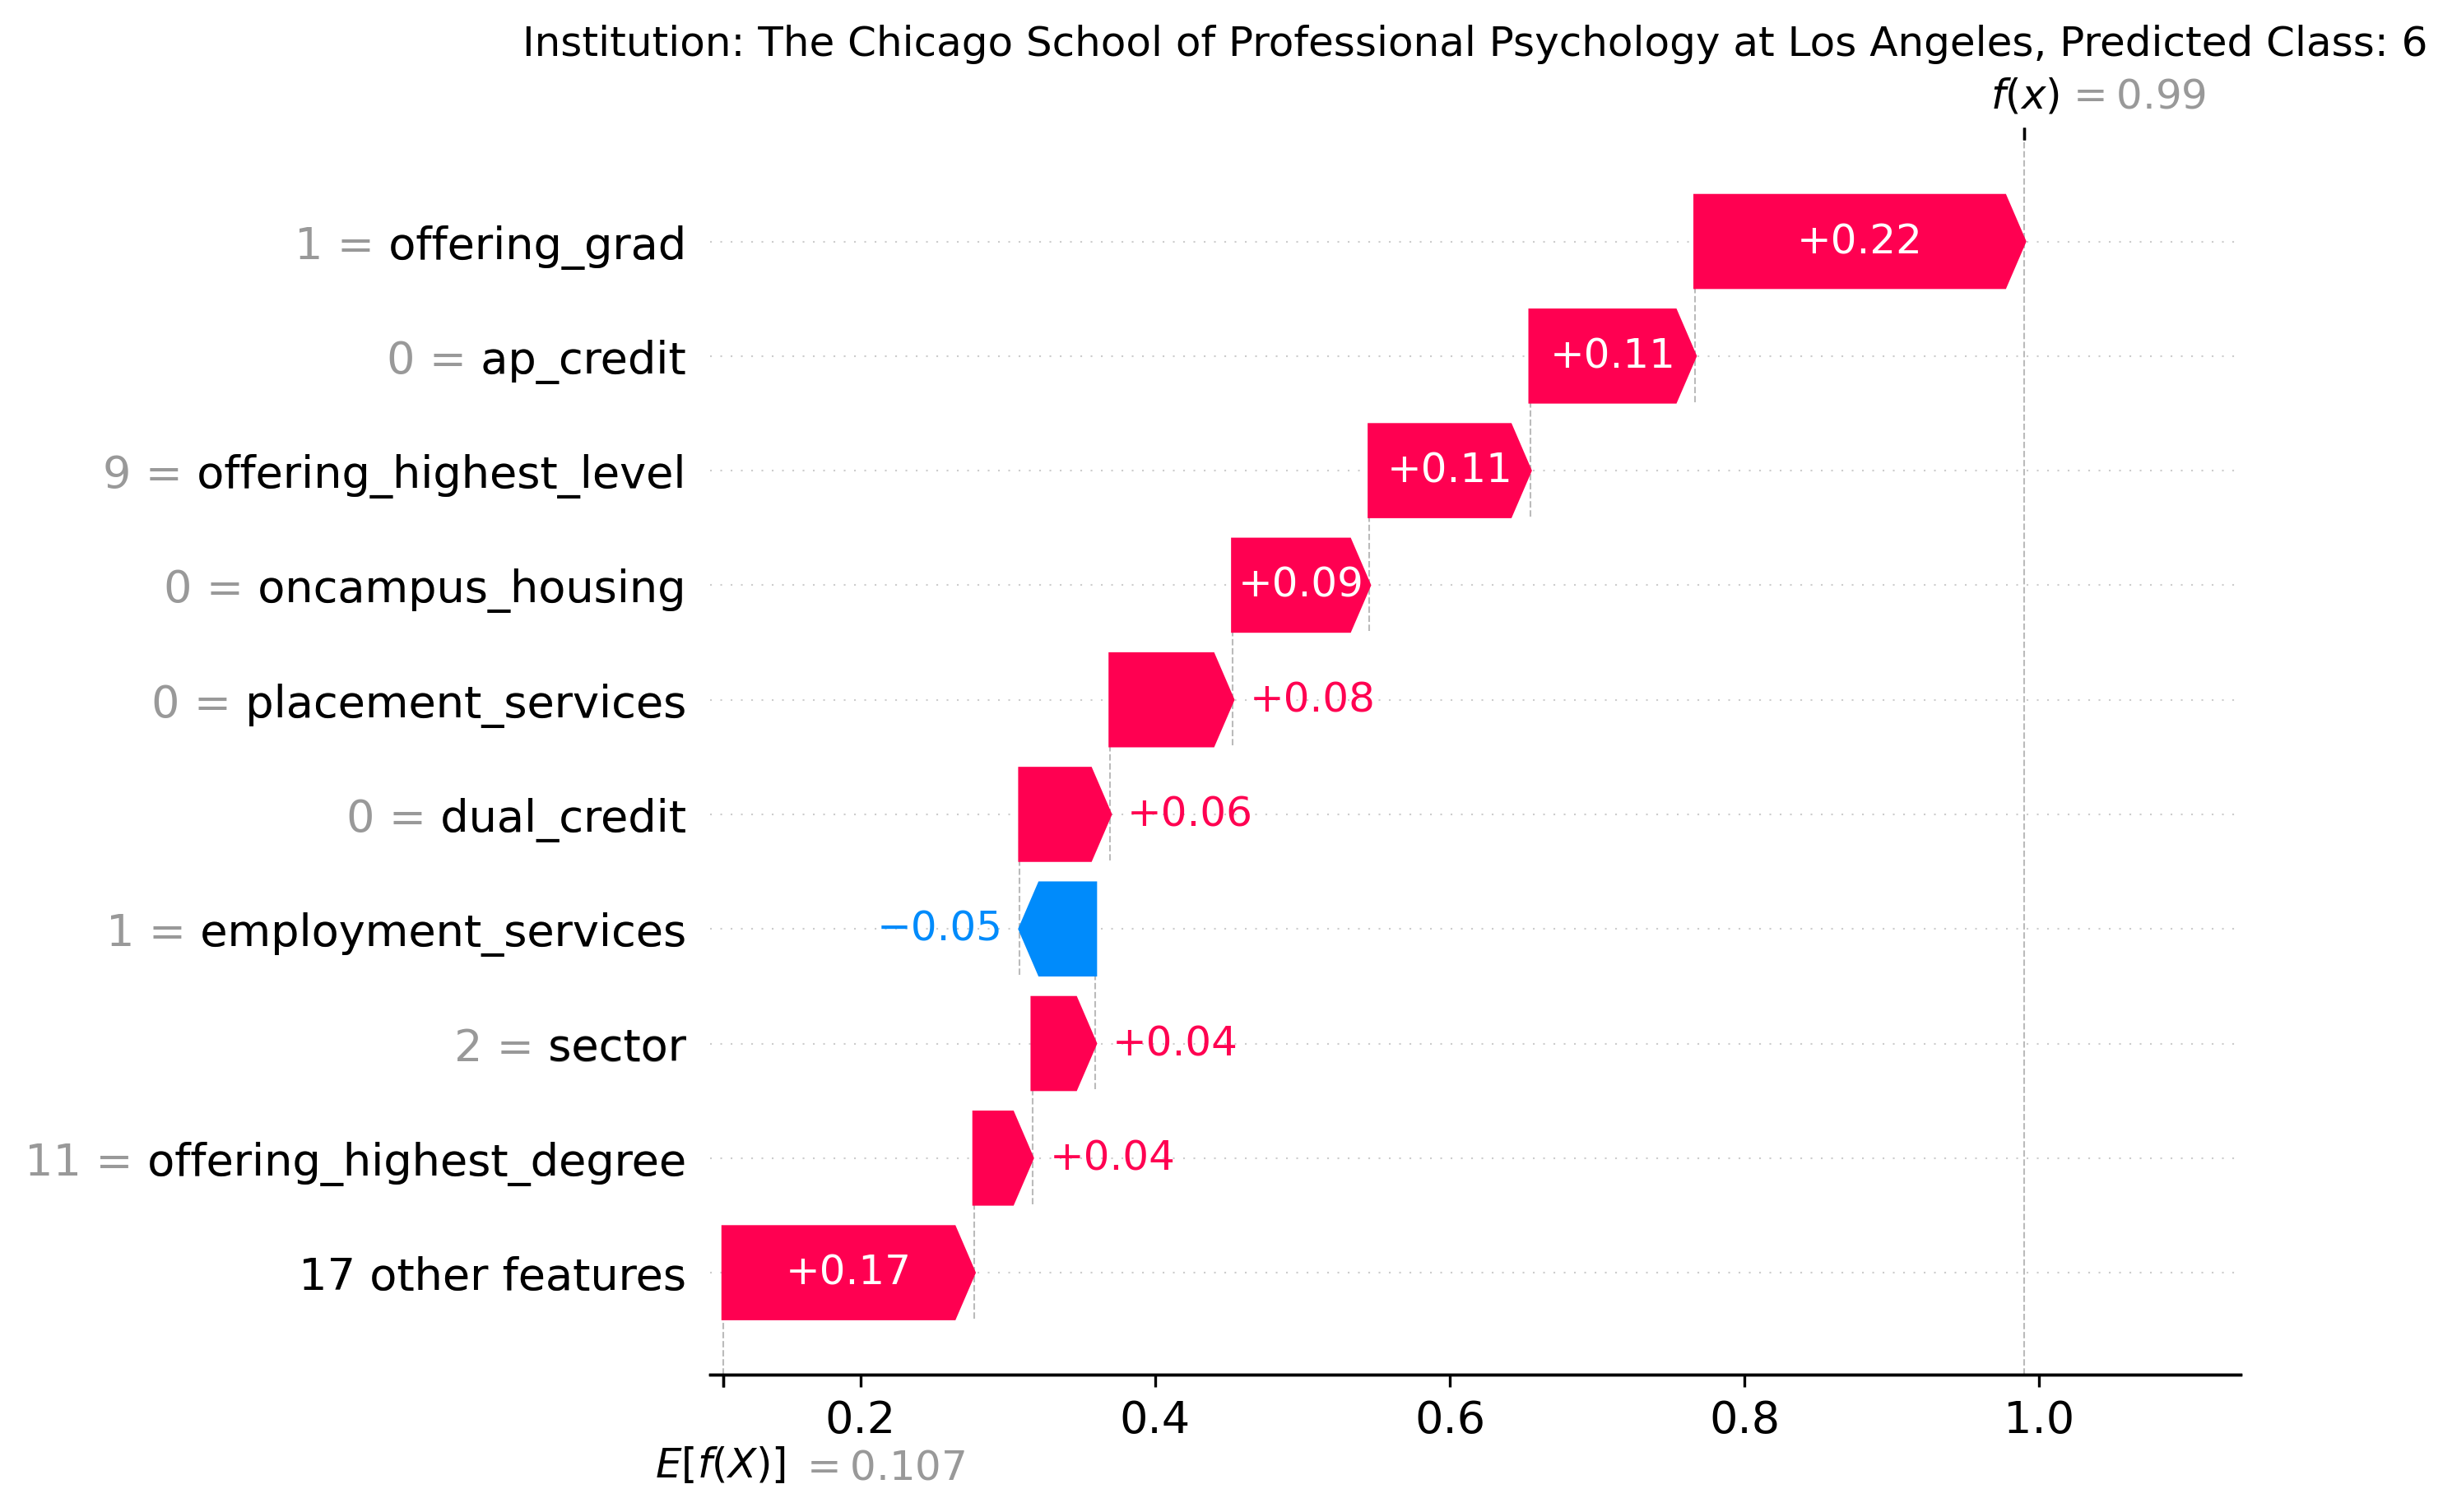 Institution: The Chicago School of Professional Psychology at Los Angeles, Predicted Class: 6
f(x) = 0.99
1 = offering_grad +0.22
0 = ap_credit +0.11
9 = offering_highest_level +0.11
0 = oncampus_housing +0.09
0 = placement_services +0.08
0 = dual_credit +0.06
1 = employment_services −0.05
2 = sector +0.04
11 = offering_highest_degree +0.04
17 other features +0.17
0.2 0.4 0.6 0.8 1.0
E[f(X)] = 0.107